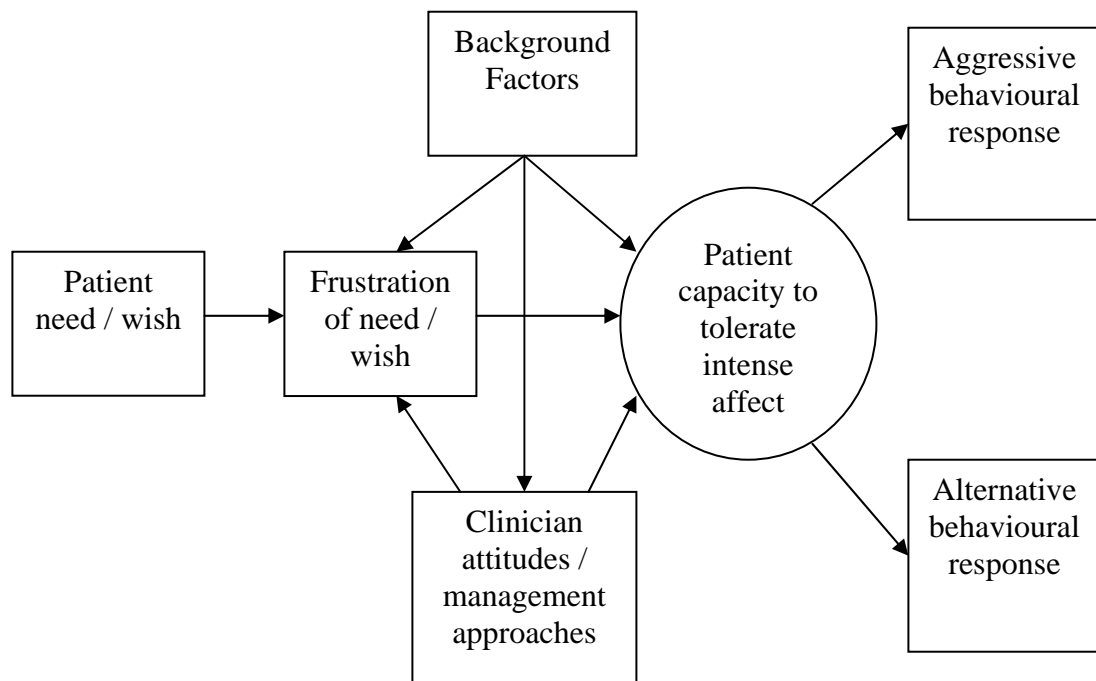 Background
Factors
Aggressive
behavioural
response
Patient
need / wish
Frustration
of need /
wish
Patient
capacity to
tolerate
intense
affect
Clinician
attitudes /
management
approaches
Alternative
behavioural
response